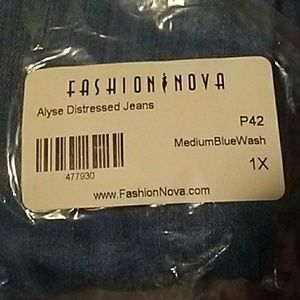 FASHION NOVA
Alyse Distressed Jeans
P42
MediumBlueWash
477930
1X
www.FashionNova.com